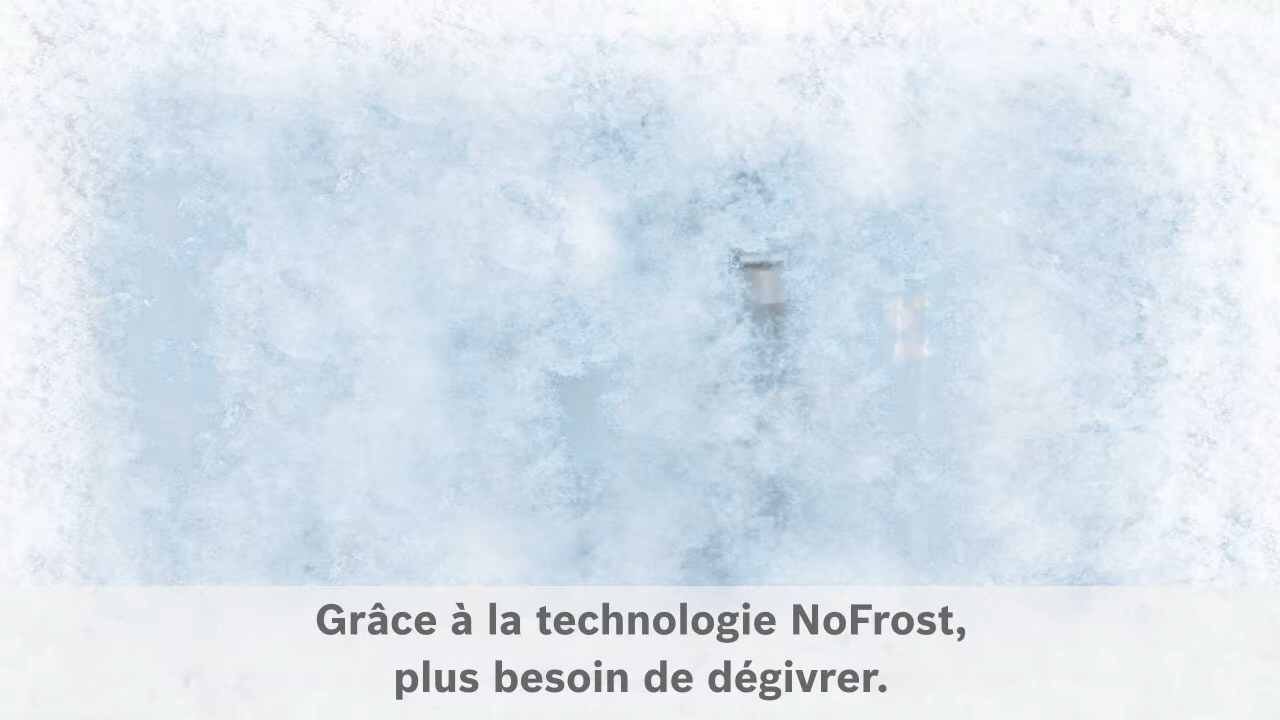 Grâce à la technologie NoFrost,
plus besoin de dégivrer.